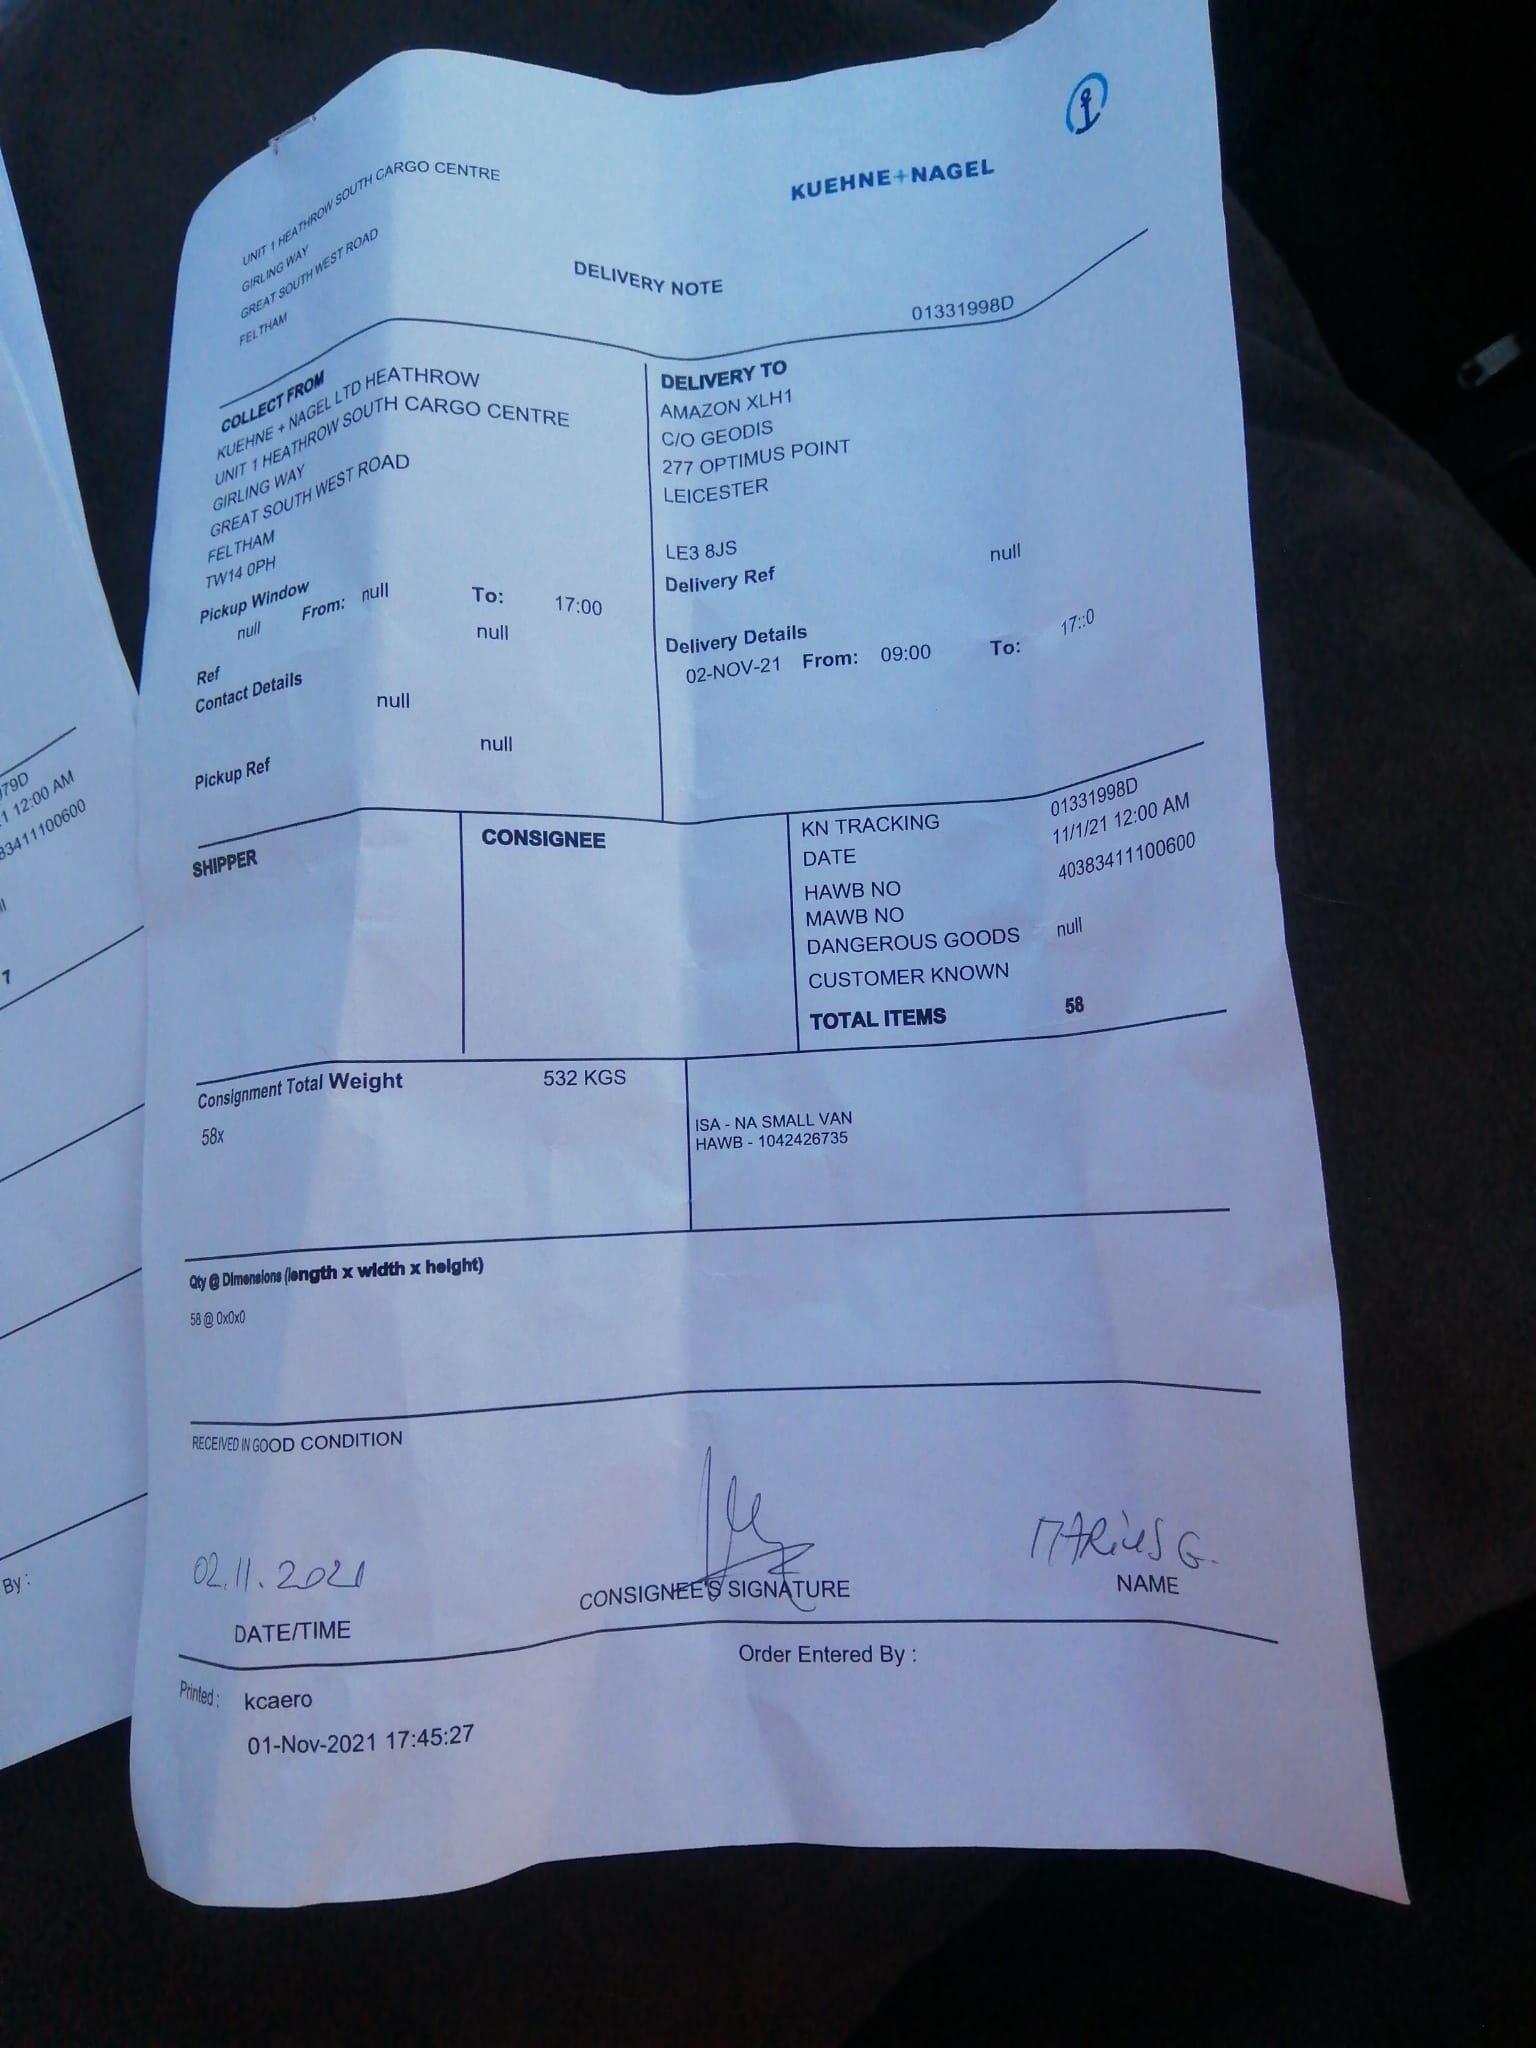 KUEHNE+NAGEL
UNIT 1 HEATHROW SOUTH CARGO CENTRE
GIRLING WAY
GREAT SOUTH WEST ROAD
FELTHAM
DELIVERY NOTE
01331998D
COLLECT FROM
KUEHNE + NAGEL LTD HEATHROW
UNIT 1 HEATHROW SOUTH CARGO CENTRE
GIRLING WAY
GREAT SOUTH WEST ROAD
FELTHAM
TW14 0PH
Pickup Window
null From: null To: 17:00
null
Ref
Contact Details
null
null
Pickup Ref
DELIVERY TO
AMAZON XLH1
C/O GEODIS
277 OPTIMUS POINT
LEICESTER
LE3 8JS
Delivery Ref null
Delivery Details
02-NOV-21 From: 09:00 To: 17::0
SHIPPER
CONSIGNEE
KN TRACKING 01331998D
DATE 11/1/21 12:00 AM
HAWB NO 40383411100600
MAWB NO
DANGEROUS GOODS null
CUSTOMER KNOWN
TOTAL ITEMS 58
Consignment Total Weight 532 KGS
58x
ISA - NA SMALL VAN
HAWB - 1042426735
Qty @ Dimensions (length x width x height)
58 @ 0x0x0
RECEIVED IN GOOD CONDITION
02.11.2021
MARIUS G.
DATE/TIME
CONSIGNEE'S SIGNATURE
NAME
Order Entered By :
Printed : kcaero
01-Nov-2021 17:45:27
79D
1 12:00 AM
83411100600
7
By :